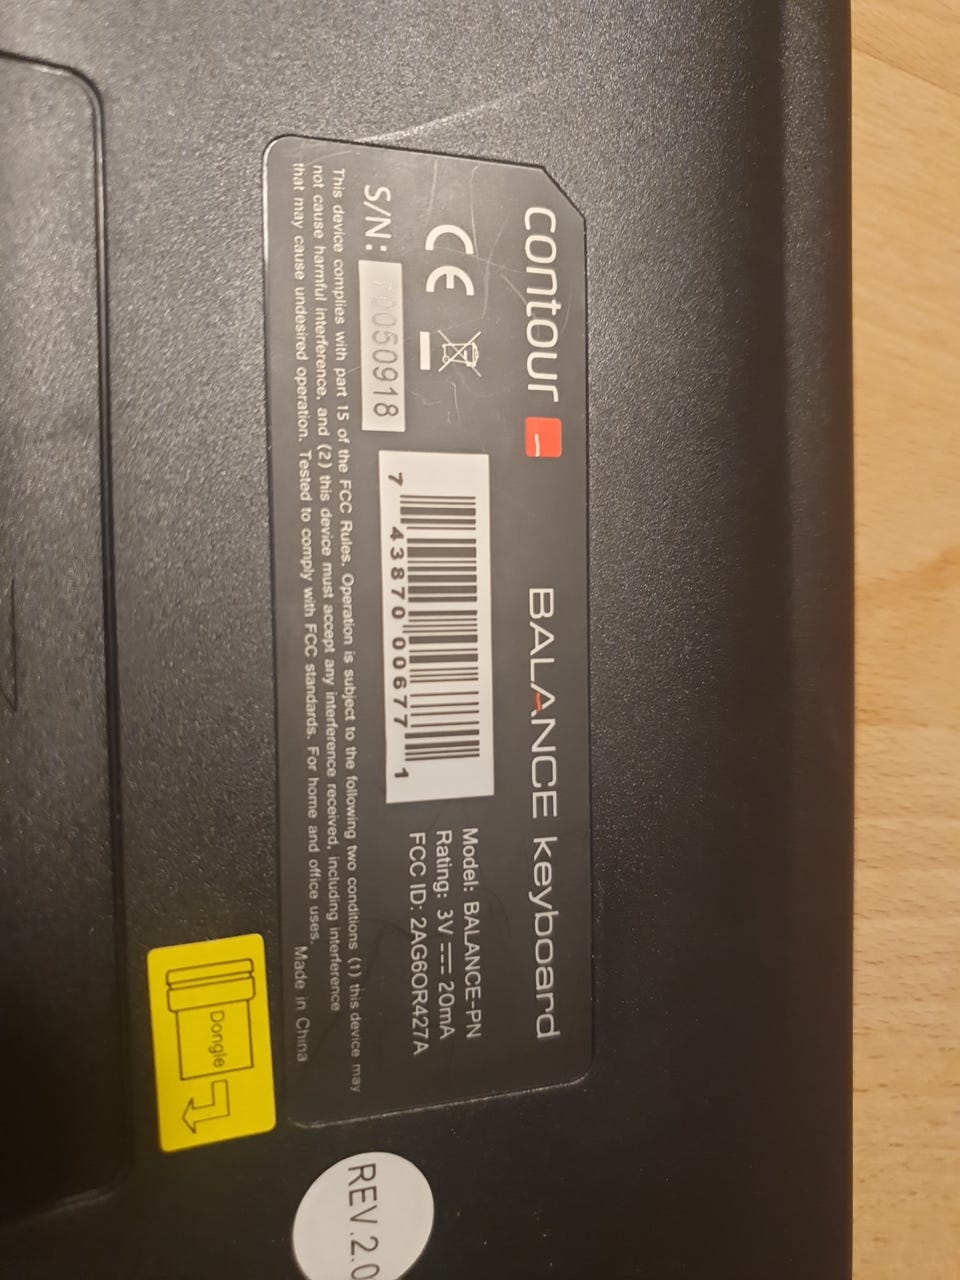 contour BALANCE keyboard
Model: BALANCE-PN
Rating: 3V ⎓ 20mA
FCC ID: 2AG6OR427A
CE
7 43870 00677 1
S/N: 70050918
This device complies with part 15 of the FCC Rules. Operation is subject to the following two conditions (1) this device may
not cause harmful interference, and (2) this device must accept any interference received, including interference
that may cause undesired operation. Tested to comply with FCC standards. For home and office uses. Made in China
Dongle
REV.2.0